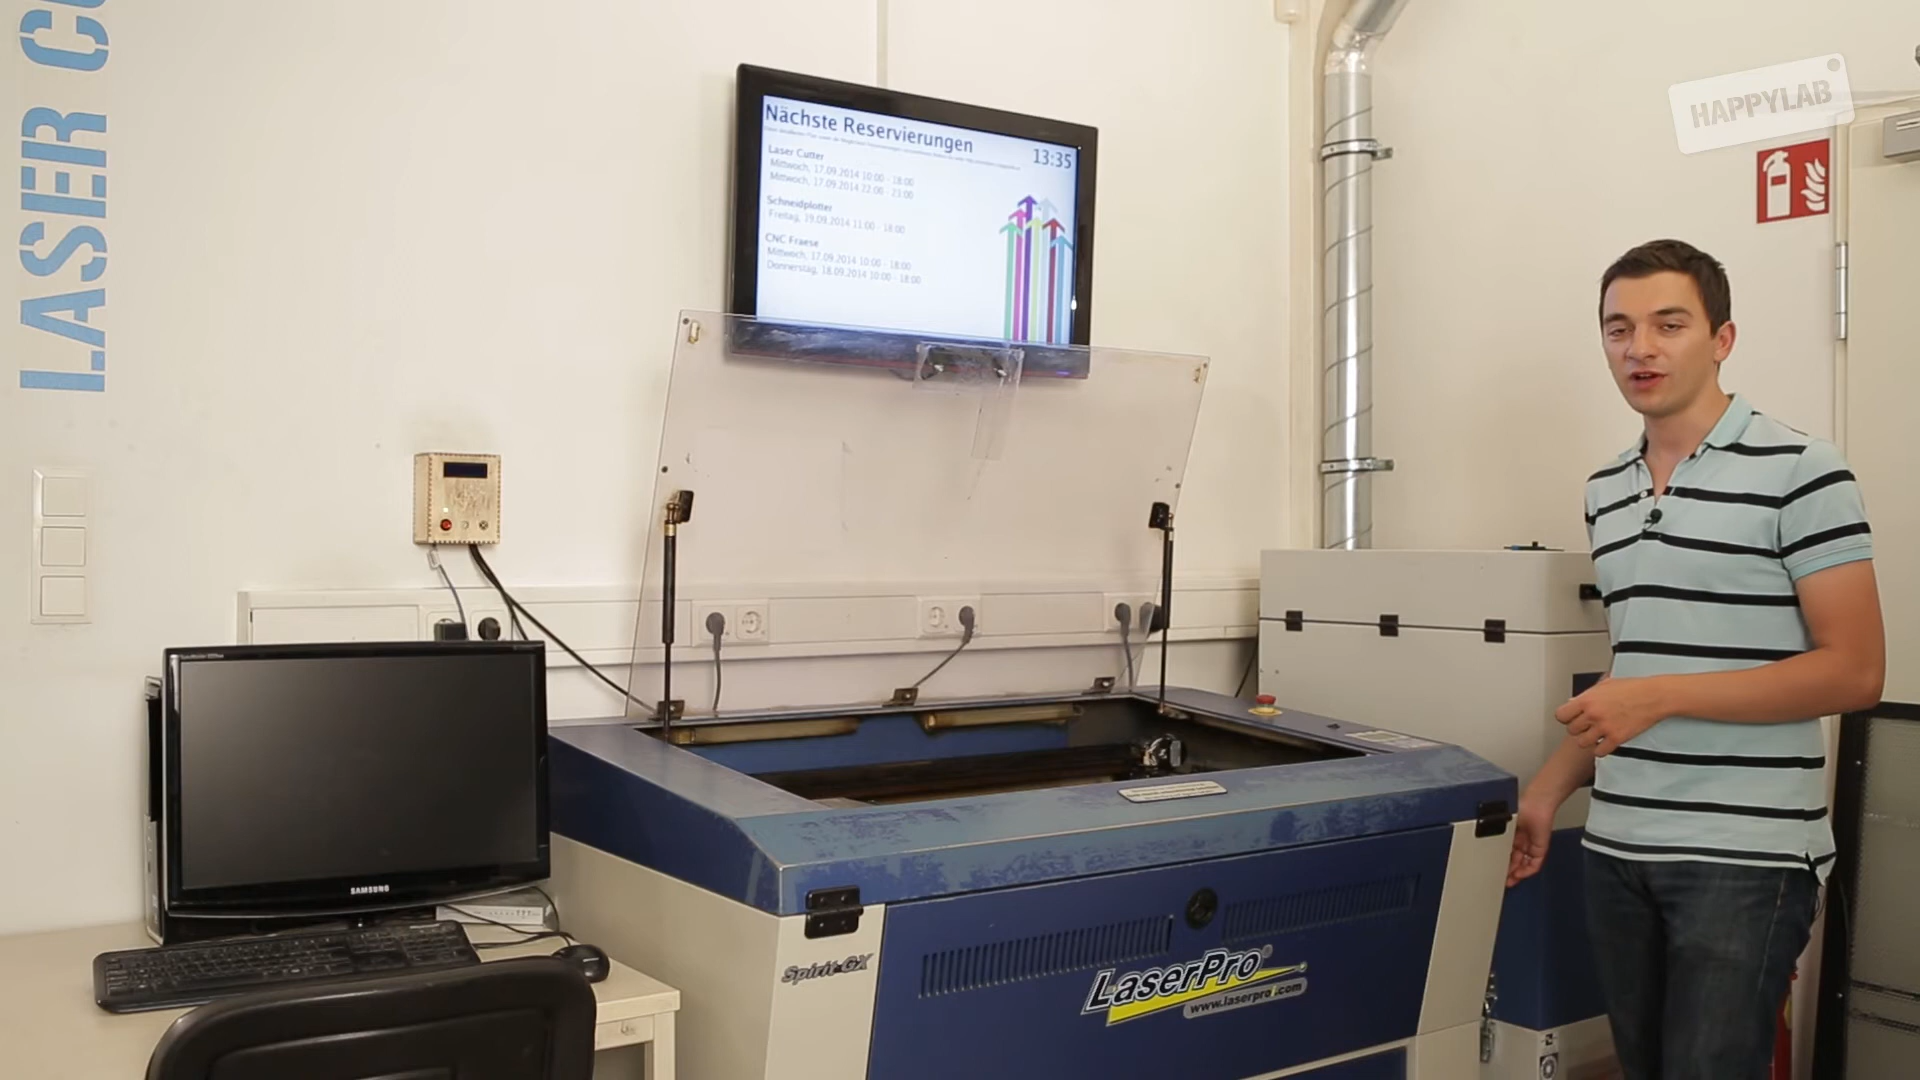 LASER CU
HAPPYLAB
Nächste Reservierungen
13:35
Laser Cutter
Mittwoch, 17.09.2014 10:00 - 18:00
Mittwoch, 17.09.2014 22:00 - 23:00
Schneidplotter
Freitag, 19.09.2014 11:00 - 18:00
CNC Fraese
Mittwoch, 17.09.2014 10:00 - 18:00
Donnerstag, 18.09.2014 10:00 - 18:00
SAMSUNG
Spirit GX
LaserPro®
www.laserpro1.com